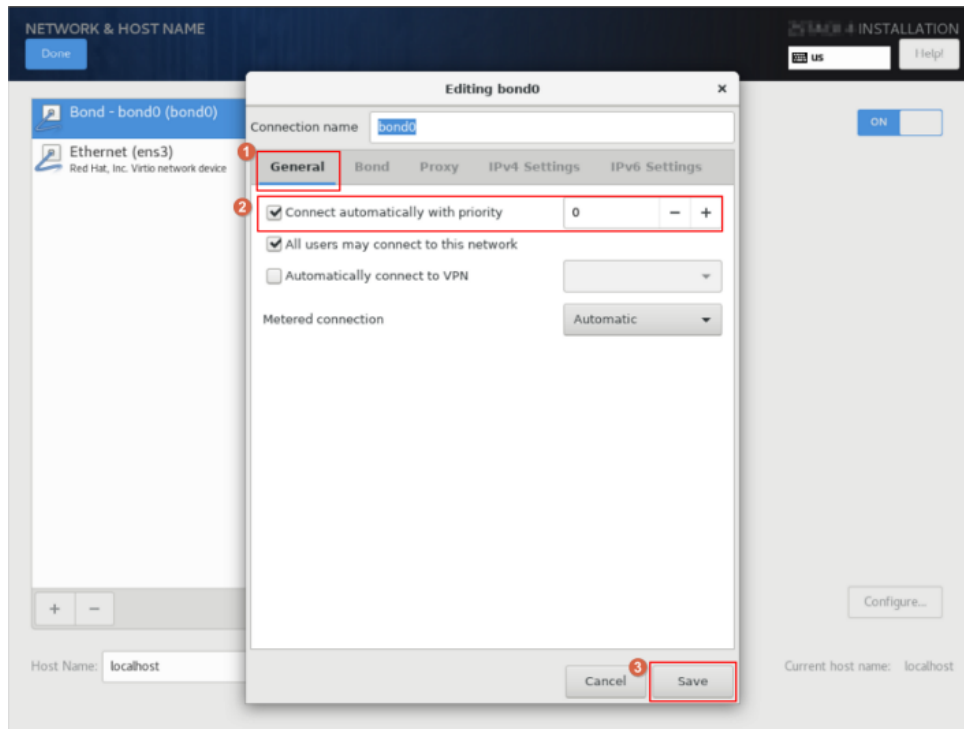 NETWORK & HOST NAME
4 INSTALLATION
Done
us
Help!
Editing bond0
Bond - bond0 (bond0)
Connection name bond0
ON
Ethernet (ens3)
Red Hat, Inc. Virtio network device
1
General Bond Proxy IPv4 Settings IPv6 Settings
2
Connect automatically with priority 0 - +
All users may connect to this network
Automatically connect to VPN
Metered connection Automatic
+ -
Configure...
Host Name: localhost
Current host name: localhost
3
Cancel Save